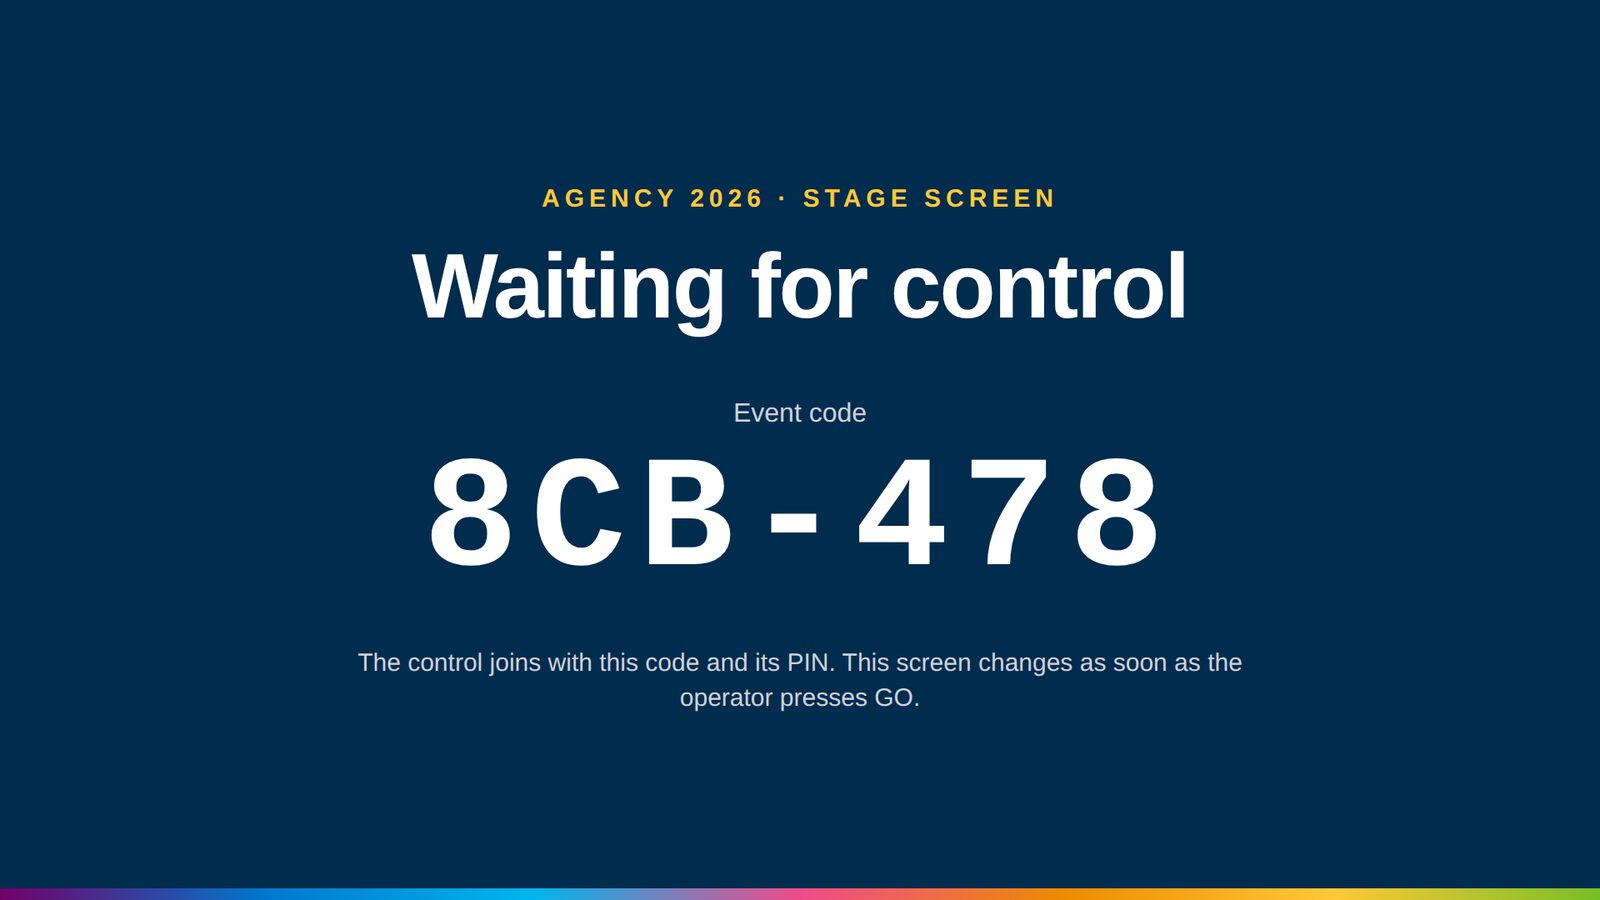 AGENCY 2026 · STAGE SCREEN
Waiting for control
Event code
8CB-478
The control joins with this code and its PIN. This screen changes as soon as the
operator presses GO.